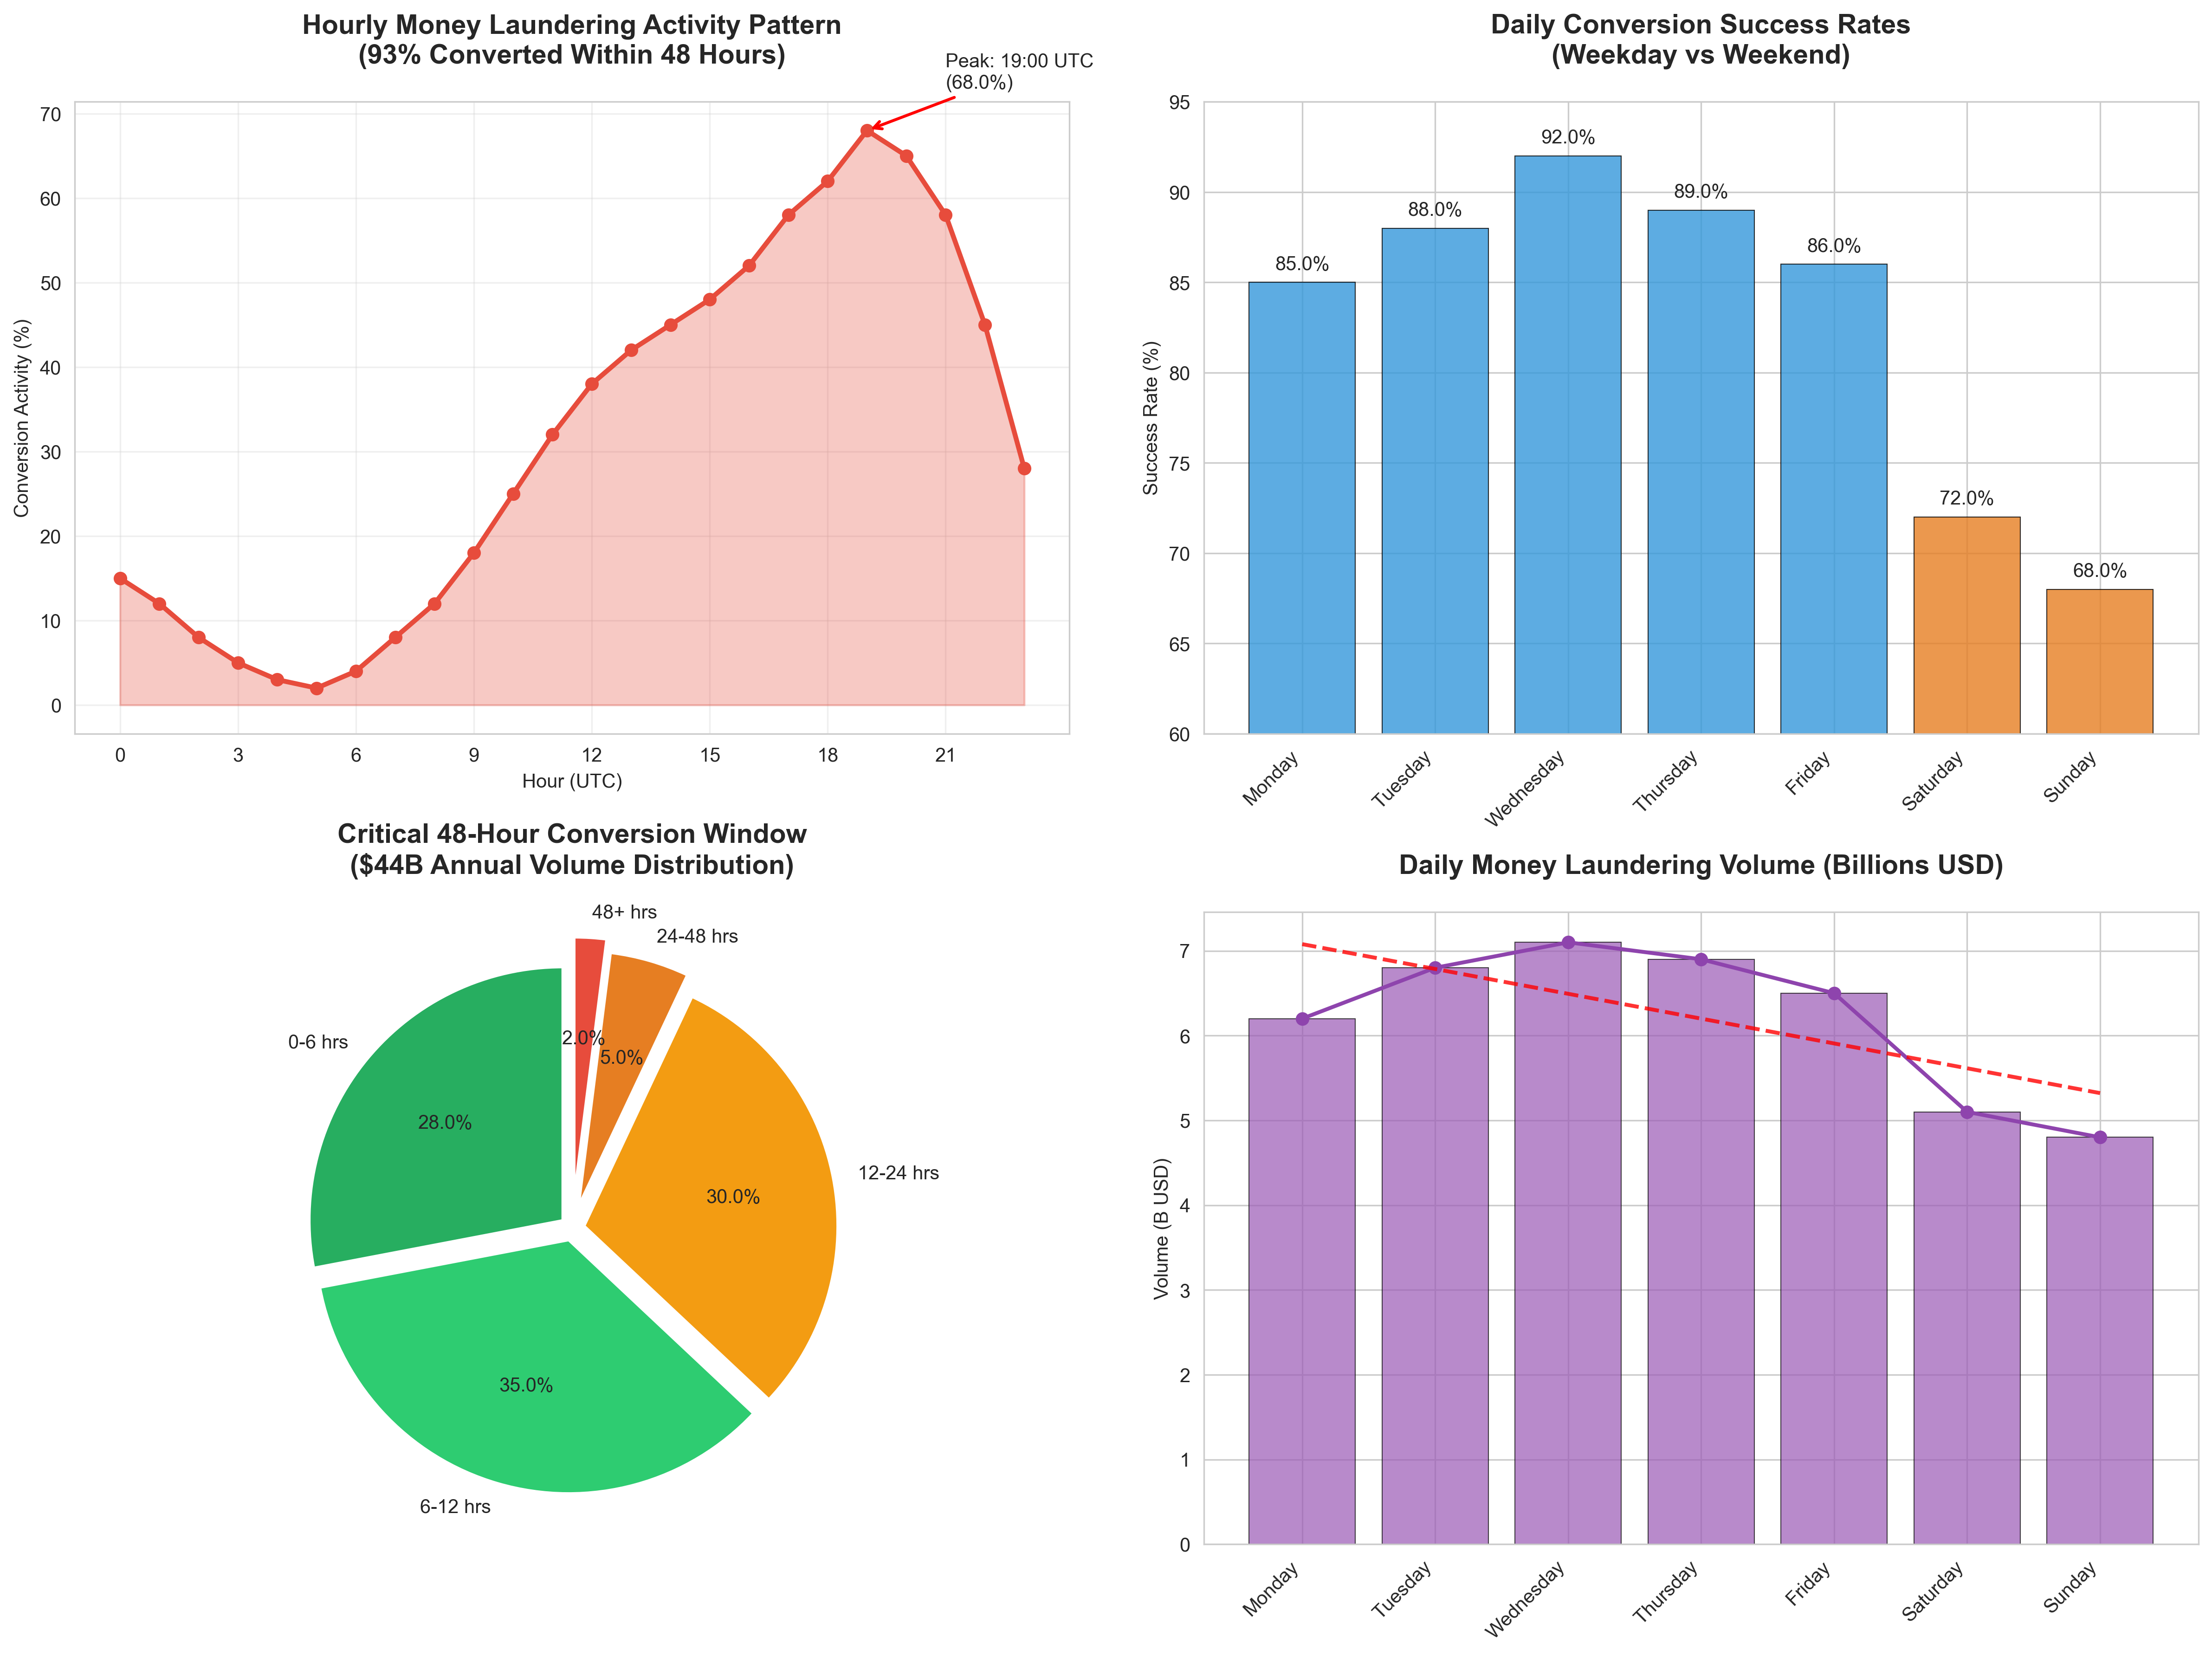 Hourly Money Laundering Activity Pattern
(93% Converted Within 48 Hours)
Peak: 19:00 UTC
(68.0%)
70
60
50
40
30
20
10
0
Conversion Activity (%)
0 3 6 9 12 15 18 21
Hour (UTC)
Daily Conversion Success Rates
(Weekday vs Weekend)
95
90
85
80
75
70
65
60
Success Rate (%)
85.0%
88.0%
92.0%
89.0%
86.0%
72.0%
68.0%
Monday
Tuesday
Wednesday
Thursday
Friday
Saturday
Sunday
Critical 48-Hour Conversion Window
($44B Annual Volume Distribution)
48+ hrs
24-48 hrs
0-6 hrs
2.0%
5.0%
28.0%
12-24 hrs
30.0%
35.0%
6-12 hrs
Daily Money Laundering Volume (Billions USD)
7
6
5
4
3
2
1
0
Volume (B USD)
Monday
Tuesday
Wednesday
Thursday
Friday
Saturday
Sunday